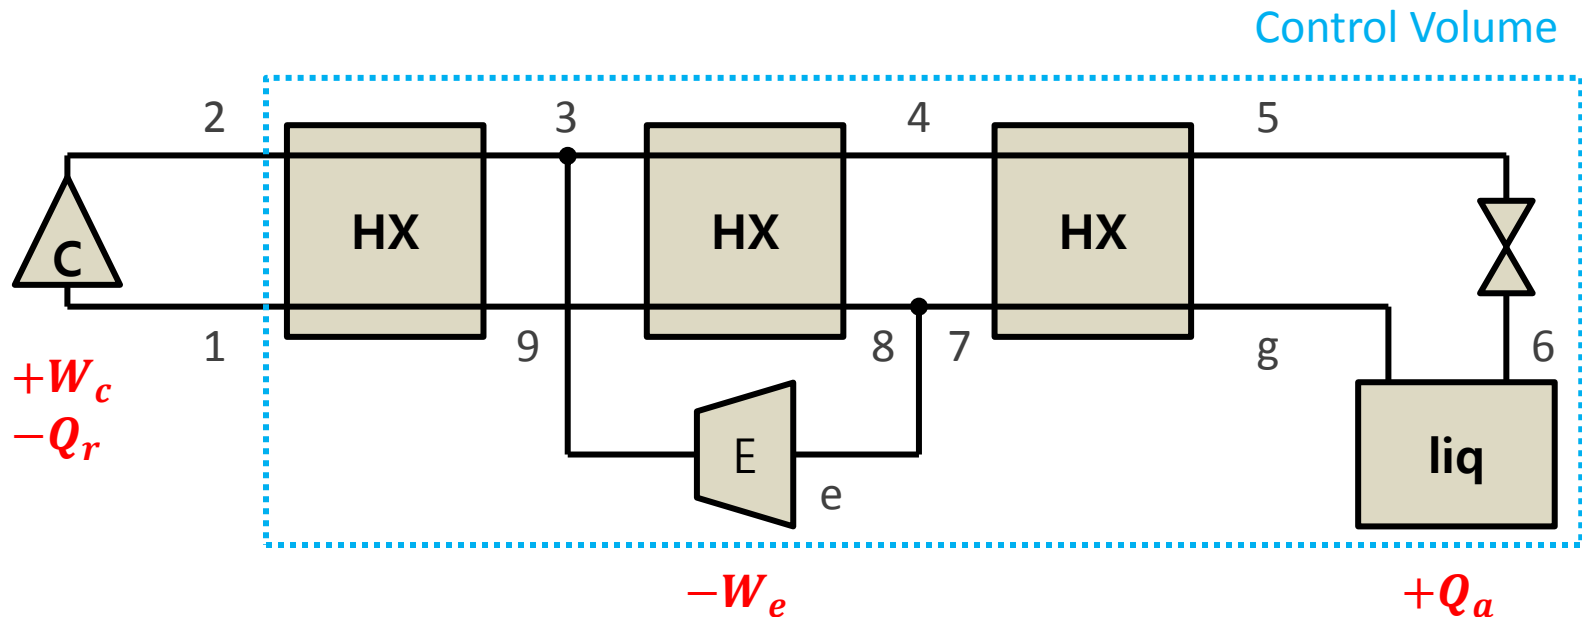 Control Volume
2
3
4
5
HX
HX
HX
C
1
9
8
7
g
6
+W_c
−Q_r
E
liq
e
−W_e
+Q_a